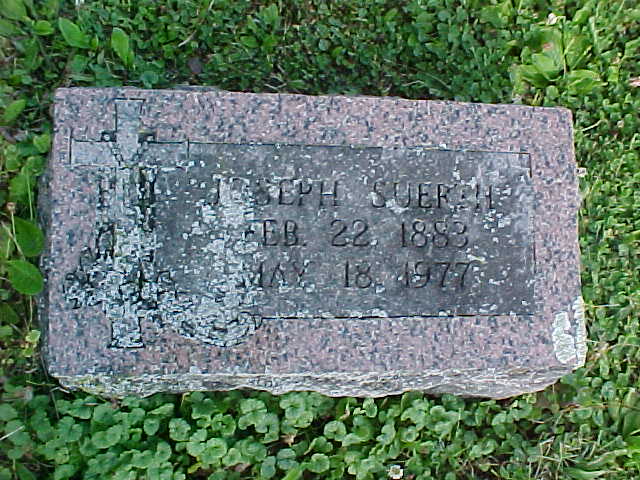 JOSEPH SUERTH
FEB. 22, 1883
MAY 18, 1977